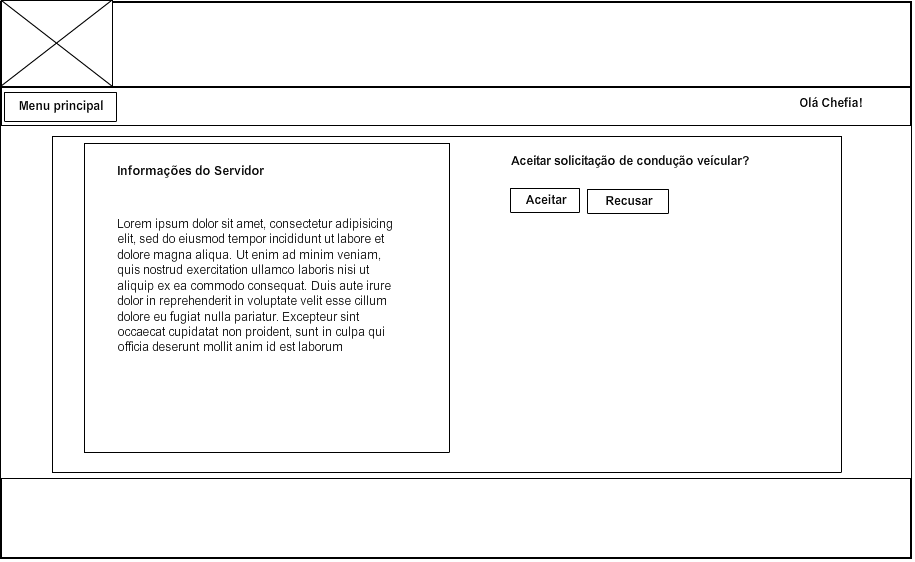 Menu principal
Olá Chefia!
Informações do Servidor
Lorem ipsum dolor sit amet, consectetur adipisicing
elit, sed do eiusmod tempor incididunt ut labore et
dolore magna aliqua. Ut enim ad minim veniam,
quis nostrud exercitation ullamco laboris nisi ut
aliquip ex ea commodo consequat. Duis aute irure
dolor in reprehenderit in voluptate velit esse cillum
dolore eu fugiat nulla pariatur. Excepteur sint
occaecat cupidatat non proident, sunt in culpa qui
officia deserunt mollit anim id est laborum
Aceitar solicitação de condução veícular?
Aceitar
Recusar